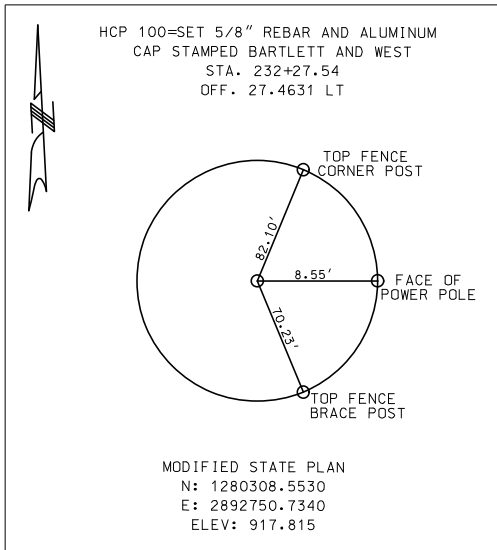 HCP 100=SET 5/8" REBAR AND ALUMINUM
CAP STAMPED BARTLETT AND WEST
STA. 232+27.54
OFF. 27.4631 LT
N
TOP FENCE
CORNER POST
82.10'
8.55'
FACE OF
POWER POLE
70.23'
TOP FENCE
BRACE POST
MODIFIED STATE PLAN
N: 1280308.5530
E: 2892750.7340
ELEV: 917.815